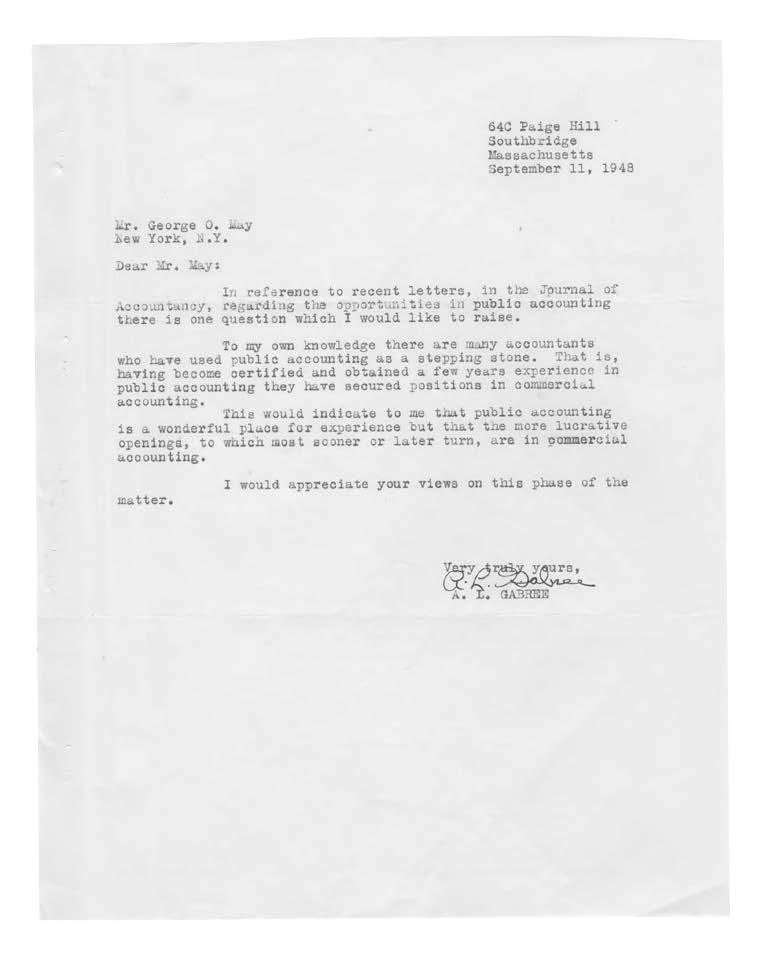 64C Paige Hill
Southbridge
Massachusetts
September 11, 1948
Mr. George O. May
New York, N.Y.
Dear Mr. May:
In reference to recent letters, in the Journal of
Accountancy, regarding the opportunities in public accounting
there is one question which I would like to raise.
To my own knowledge there are many accountants
who have used public accounting as a stepping stone. That is,
having become certified and obtained a few years experience in
public accounting they have secured positions in commercial
accounting.
This would indicate to me that public accounting
is a wonderful place for experience but that the more lucrative
openings, to which most sooner or later turn, are in commercial
accounting.
I would appreciate your views on this phase of the
matter.
Very truly yours,
A. L. Gabree
A. L. GABREE